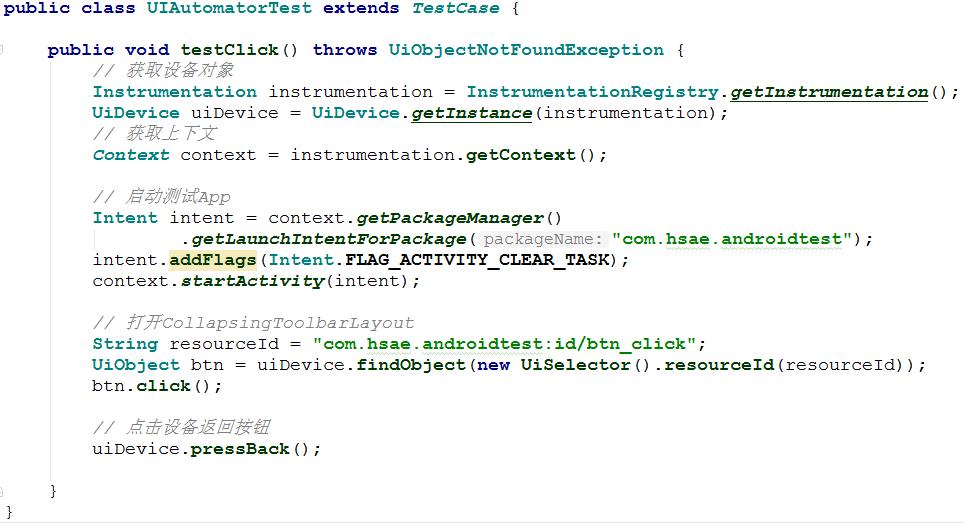 public class UIAutomatorTest extends TestCase {
public void testClick() throws UiObjectNotFoundException {
// 获取设备对象
Instrumentation instrumentation = InstrumentationRegistry.getInstrumentation();
UiDevice uiDevice = UiDevice.getInstance(instrumentation);
// 获取上下文
Context context = instrumentation.getContext();
// 启动测试App
Intent intent = context.getPackageManager()
.getLaunchIntentForPackage( packageName: "com.hsae.androidtest");
intent.addFlags(Intent.FLAG_ACTIVITY_CLEAR_TASK);
context.startActivity(intent);
// 打开CollapsingToolbarLayout
String resourceId = "com.hsae.androidtest:id/btn_click";
UiObject btn = uiDevice.findObject(new UiSelector().resourceId(resourceId));
btn.click();
// 点击设备返回按钮
uiDevice.pressBack();
}
}